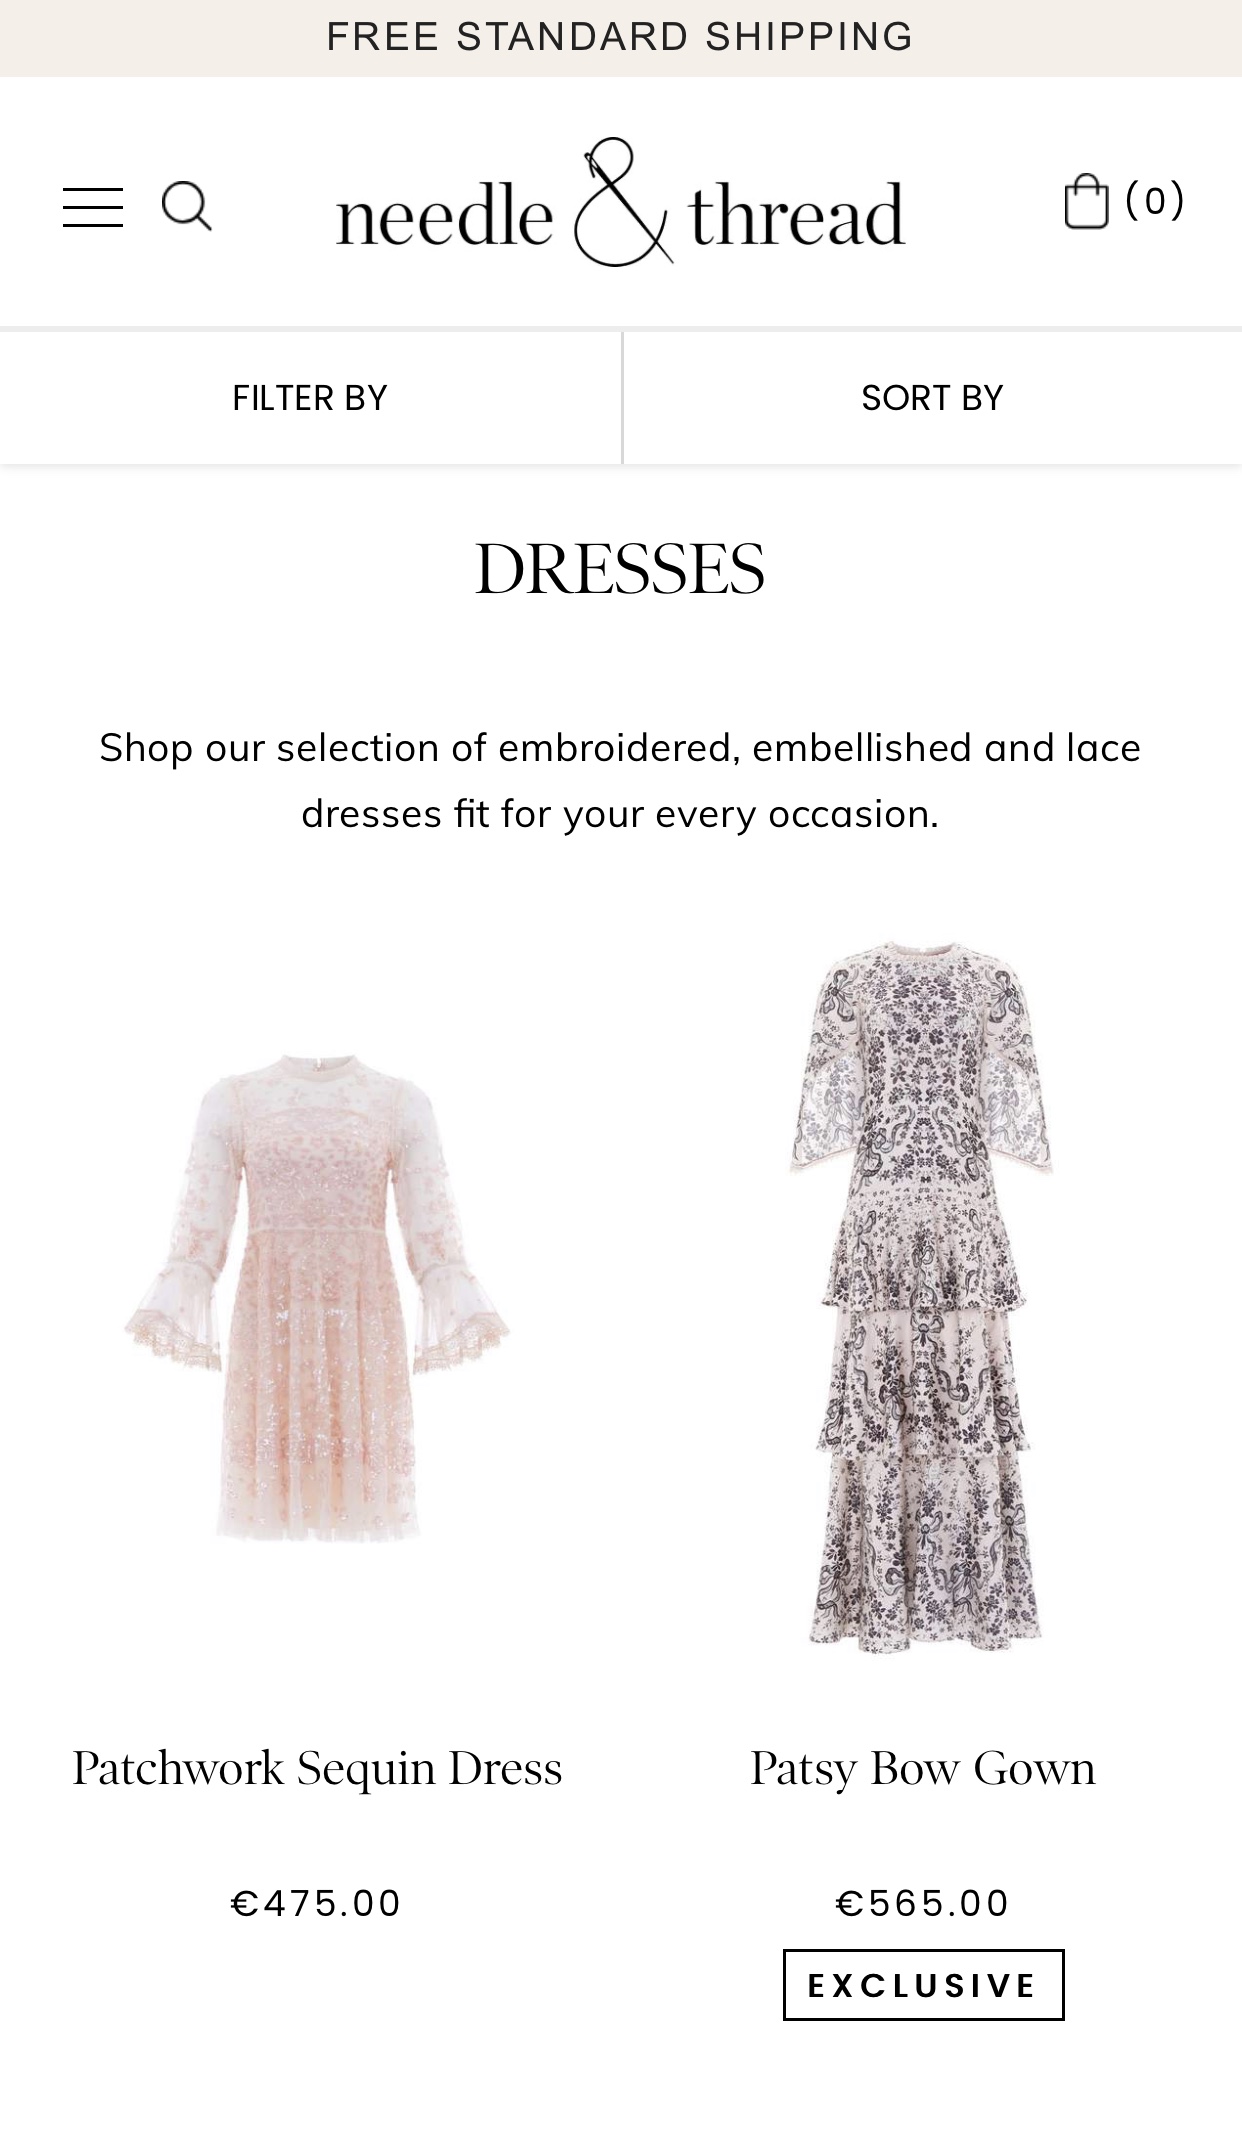 FREE STANDARD SHIPPING
needle & thread
(0)
FILTER BY
SORT BY
DRESSES
Shop our selection of embroidered, embellished and lace
dresses fit for your every occasion.
Patchwork Sequin Dress
€475.00
Patsy Bow Gown
€565.00
EXCLUSIVE